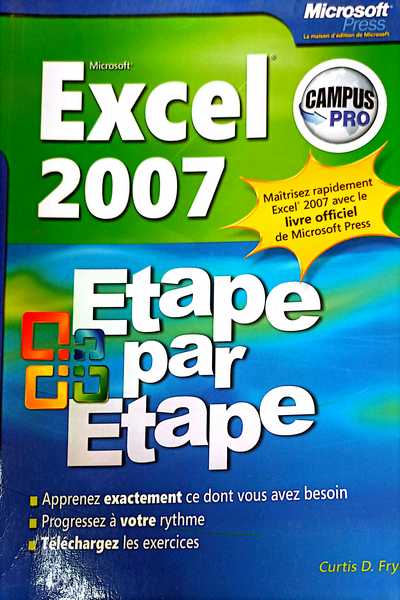 Microsoft
Press
La maison d'édition de Microsoft
Microsoft®
Excel®
2007
CAMPUS
PRO
Maîtrisez rapidement
Excel® 2007 avec le
livre officiel
de Microsoft Press
Etape
par
Etape
Apprenez exactement ce dont vous avez besoin
Progressez à votre rythme
Téléchargez les exercices
Curtis D. Fry